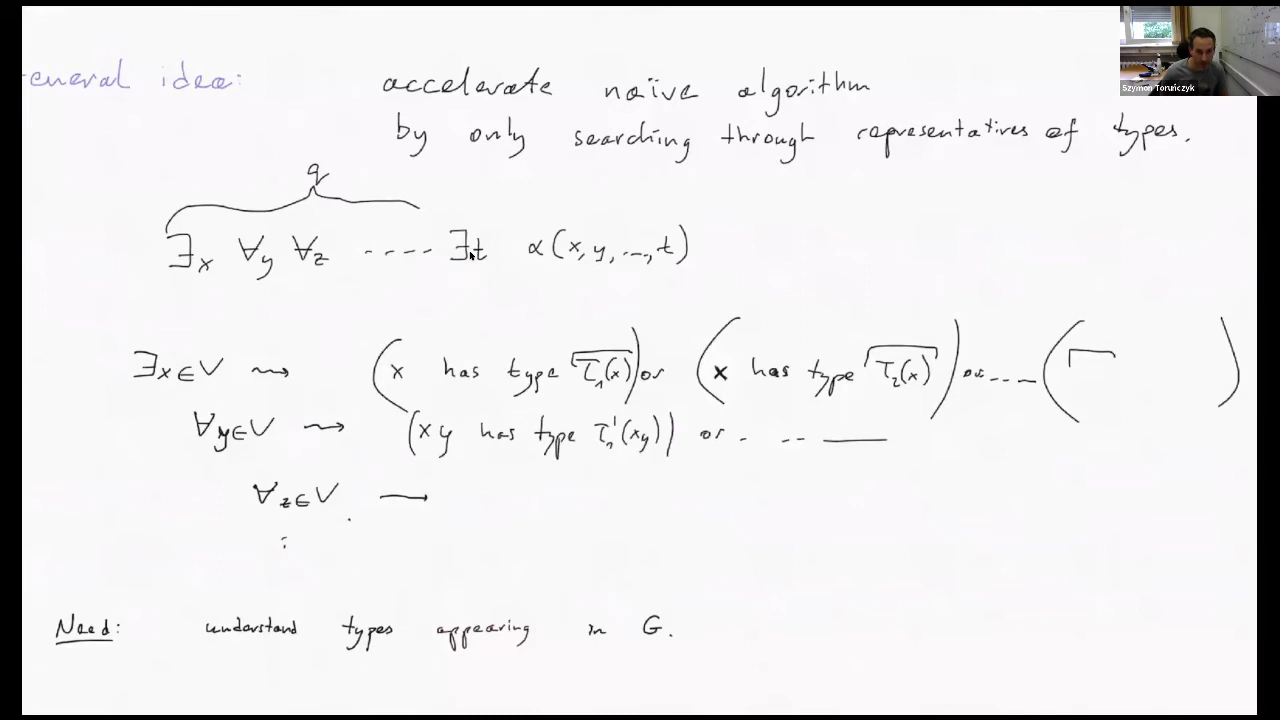 eneral idea: accelerate naïve algorithm
by only searching through representatives of types.
q
∃x ∀y ∀z ---- ∃t α(x, y, ..., t)
∃x∈V ⇝ (x has type τ₁(x)) or (x has type τ₂(x)) or ---- ( )
∀y∈V ⇝ (xy has type τ₁'(xy)) or - --
∀z∈V →
:
Need: understand types appearing in G.
Szymon Toruńczyk